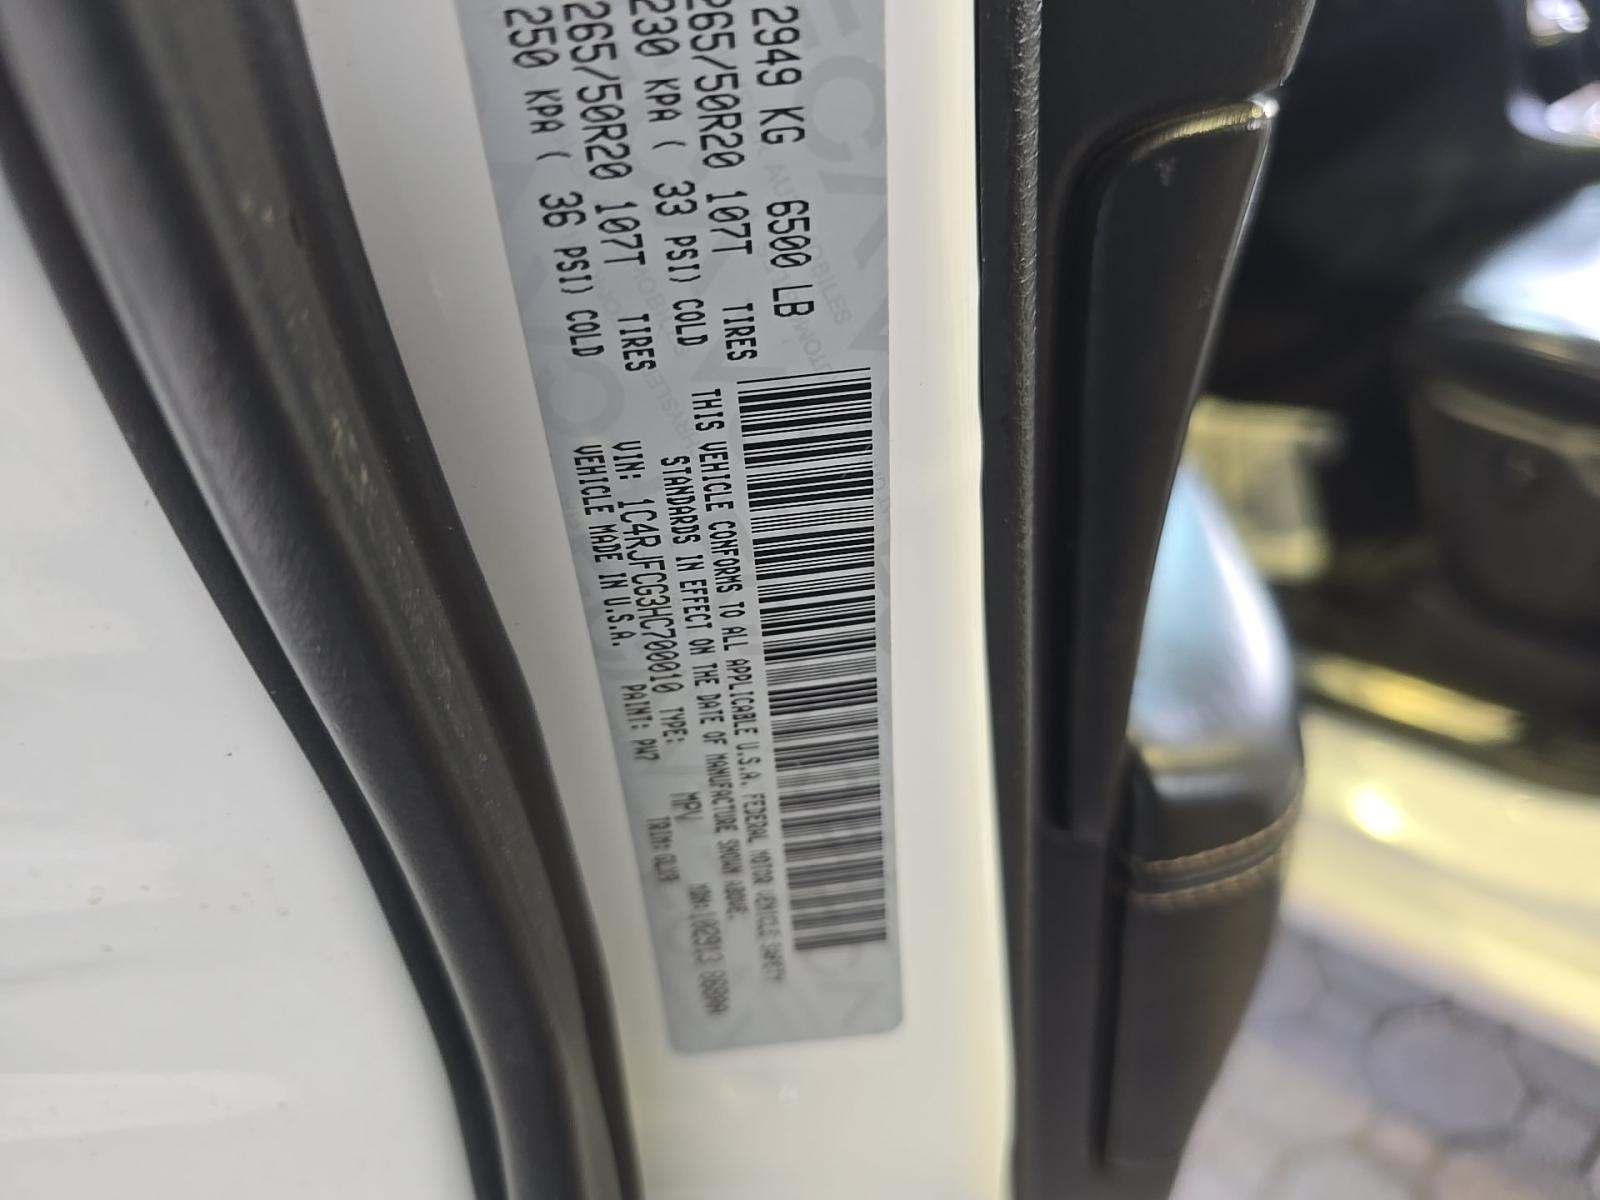 2949 KG 6500 LB
265/50R20 107T TIRES
230 KPA ( 33 PSI) COLD
265/50R20 107T TIRES
250 KPA ( 36 PSI) COLD
THIS VEHICLE CONFORMS TO ALL APPLICABLE U.S.A. FEDERAL MOTOR VEHICLE SAFETY
STANDARDS IN EFFECT ON THE DATE OF MANUFACTURE SHOWN ABOVE.
VIN: 1C4RJFCG3HC700010 TYPE: MPV
VEHICLE MADE IN U.S.A. PAINT: PW7 TRIM: